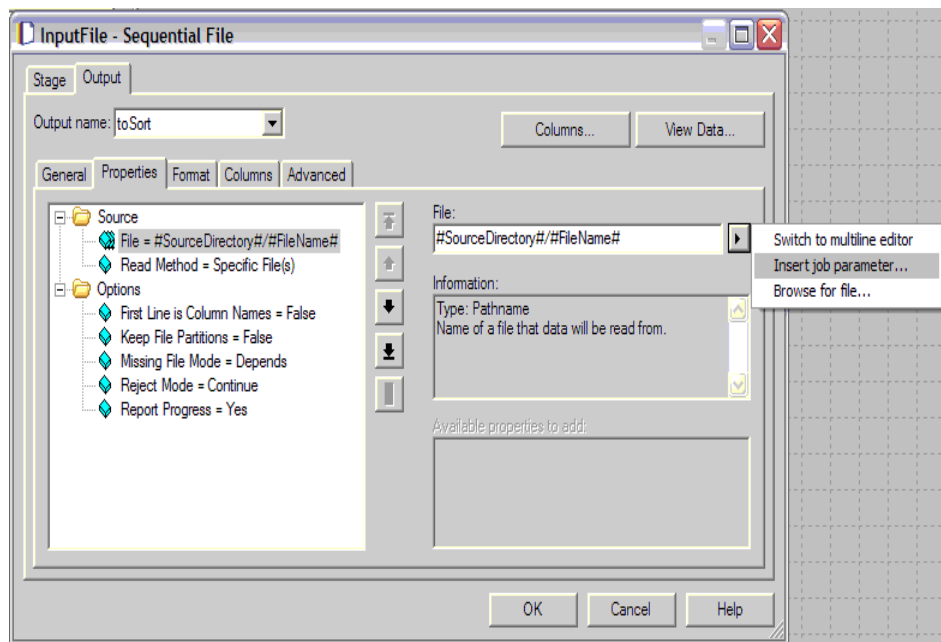 InputFile - Sequential File
Stage
Output
Output name:
toSort
Columns...
View Data...
General
Properties
Format
Columns
Advanced
Source
File = #SourceDirectory#/#FileName#
Read Method = Specific File(s)
Options
First Line is Column Names = False
Keep File Partitions = False
Missing File Mode = Depends
Reject Mode = Continue
Report Progress = Yes
File:
#SourceDirectory#/#FileName#
Switch to multiline editor
Insert job parameter...
Browse for file...
Information:
Type: Pathname
Name of a file that data will be read from.
Available properties to add:
OK
Cancel
Help